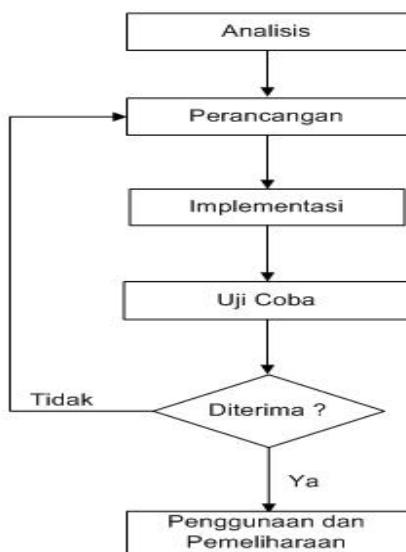 Analisis
Perancangan
Implementasi
Uji Coba
Tidak
Diterima ?
Ya
Penggunaan dan
Pemeliharaan